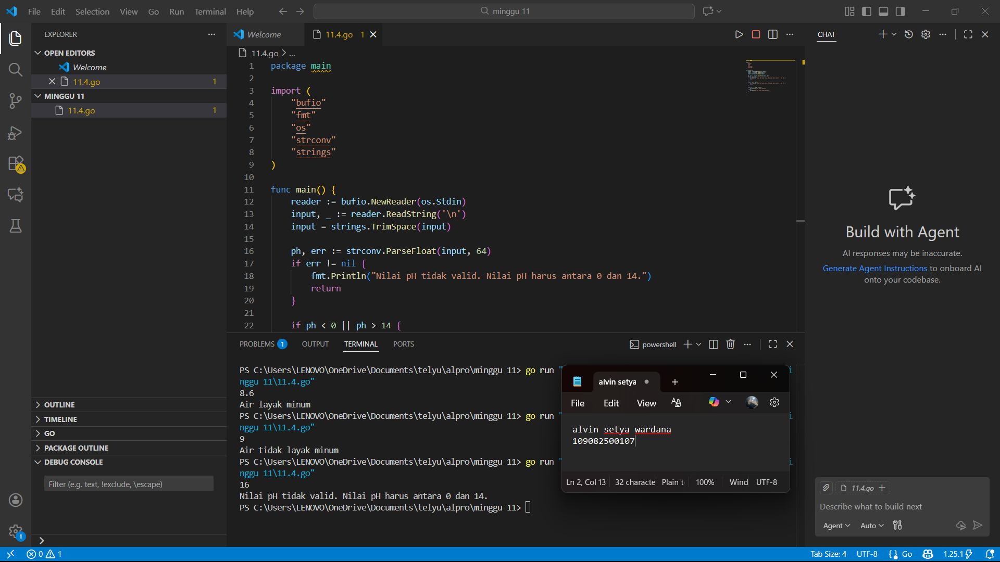 File Edit Selection View Go Run Terminal Help
minggu 11
EXPLORER
OPEN EDITORS
Welcome
11.4.go 1
MINGGU 11
11.4.go 1
OUTLINE
TIMELINE
GO
PACKAGE OUTLINE
DEBUG CONSOLE
Filter (e.g. text, !exclude, \escape)
Welcome
11.4.go 1
11.4.go > ...
1 package main
2
3 import (
4 "bufio"
5 "fmt"
6 "os"
7 "strconv"
8 "strings"
9 )
10
11 func main() {
12 reader := bufio.NewReader(os.Stdin)
13 input, _ := reader.ReadString('\n')
14 input = strings.TrimSpace(input)
15
16 ph, err := strconv.ParseFloat(input, 64)
17 if err != nil {
18 fmt.Println("Nilai pH tidak valid. Nilai pH harus antara 0 dan 14.")
19 return
20 }
21
22 if ph < 0 || ph > 14 {
PROBLEMS 1 OUTPUT TERMINAL PORTS
powershell
PS C:\Users\LENOVO\OneDrive\Documents\telyu\alpro\minggu 11> go run "
nggu 11\11.4.go"
8.6
Air layak minum
PS C:\Users\LENOVO\OneDrive\Documents\telyu\alpro\minggu 11> go run "
nggu 11\11.4.go"
9
Air tidak layak minum
PS C:\Users\LENOVO\OneDrive\Documents\telyu\alpro\minggu 11> go run "
nggu 11\11.4.go"
16
Nilai pH tidak valid. Nilai pH harus antara 0 dan 14.
PS C:\Users\LENOVO\OneDrive\Documents\telyu\alpro\minggu 11>
alvin setya
File Edit View
alvin setya wardana
109082500107
Ln 2, Col 13 32 characte Plain t 100% Wind UTF-8
CHAT
Build with Agent
AI responses may be inaccurate.
Generate Agent Instructions to onboard AI
onto your codebase.
11.4.go
Describe what to build next
Agent Auto
0 1
Tab Size: 4 UTF-8 Go 1.25.1